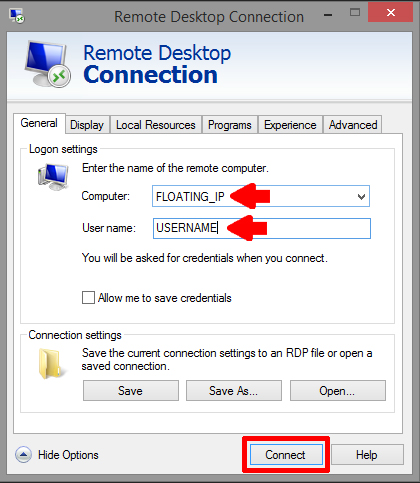 Remote Desktop Connection
Remote Desktop
Connection
General
Display
Local Resources
Programs
Experience
Advanced
Logon settings
Enter the name of the remote computer.
Computer:
FLOATING_IP
User name:
USERNAME
You will be asked for credentials when you connect.
Allow me to save credentials
Connection settings
Save the current connection settings to an RDP file or open a
saved connection.
Save
Save As...
Open...
Hide Options
Connect
Help